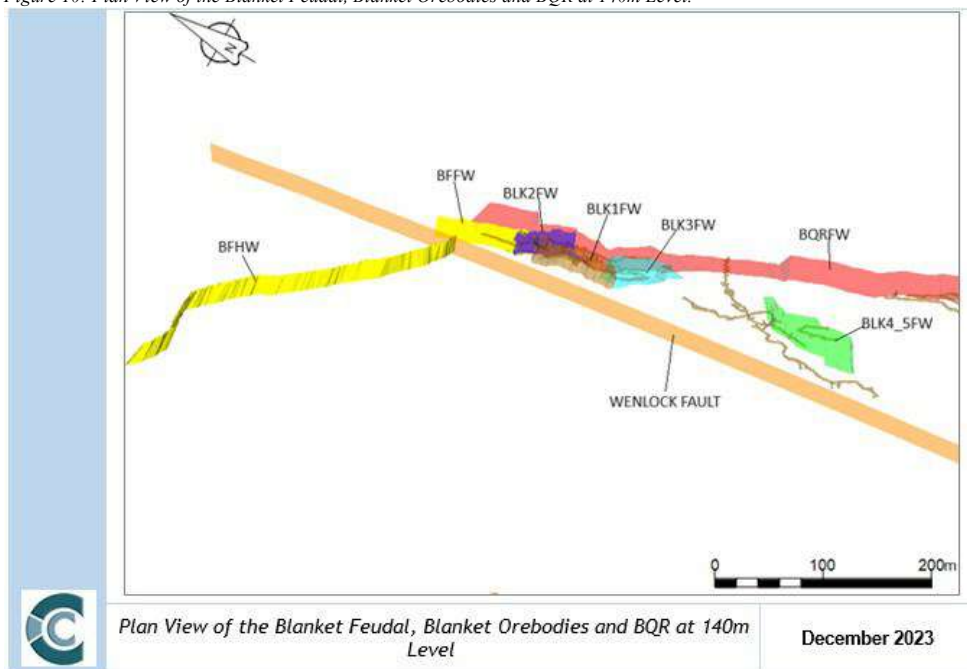 Figure 10: Plan View of the Blanket Feudal, Blanket Orebodies and BQR at 140m Level.
N
BFFW
BLK2FW
BLK1FW
BLK3FW
BQRFW
BFHW
BLK4_5FW
WENLOCK FAULT
0 100 200m
Plan View of the Blanket Feudal, Blanket Orebodies and BQR at 140m
Level
December 2023